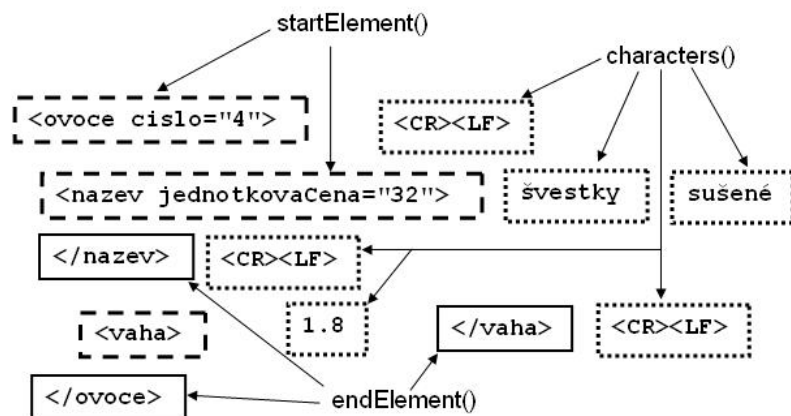 startElement()
characters()
<ovoce cislo="4">
<CR><LF>
<nazev jednotkovaCena="32">
švestky
sušené
</nazev>
<CR><LF>
<vaha>
1.8
</vaha>
<CR><LF>
</ovoce>
endElement()